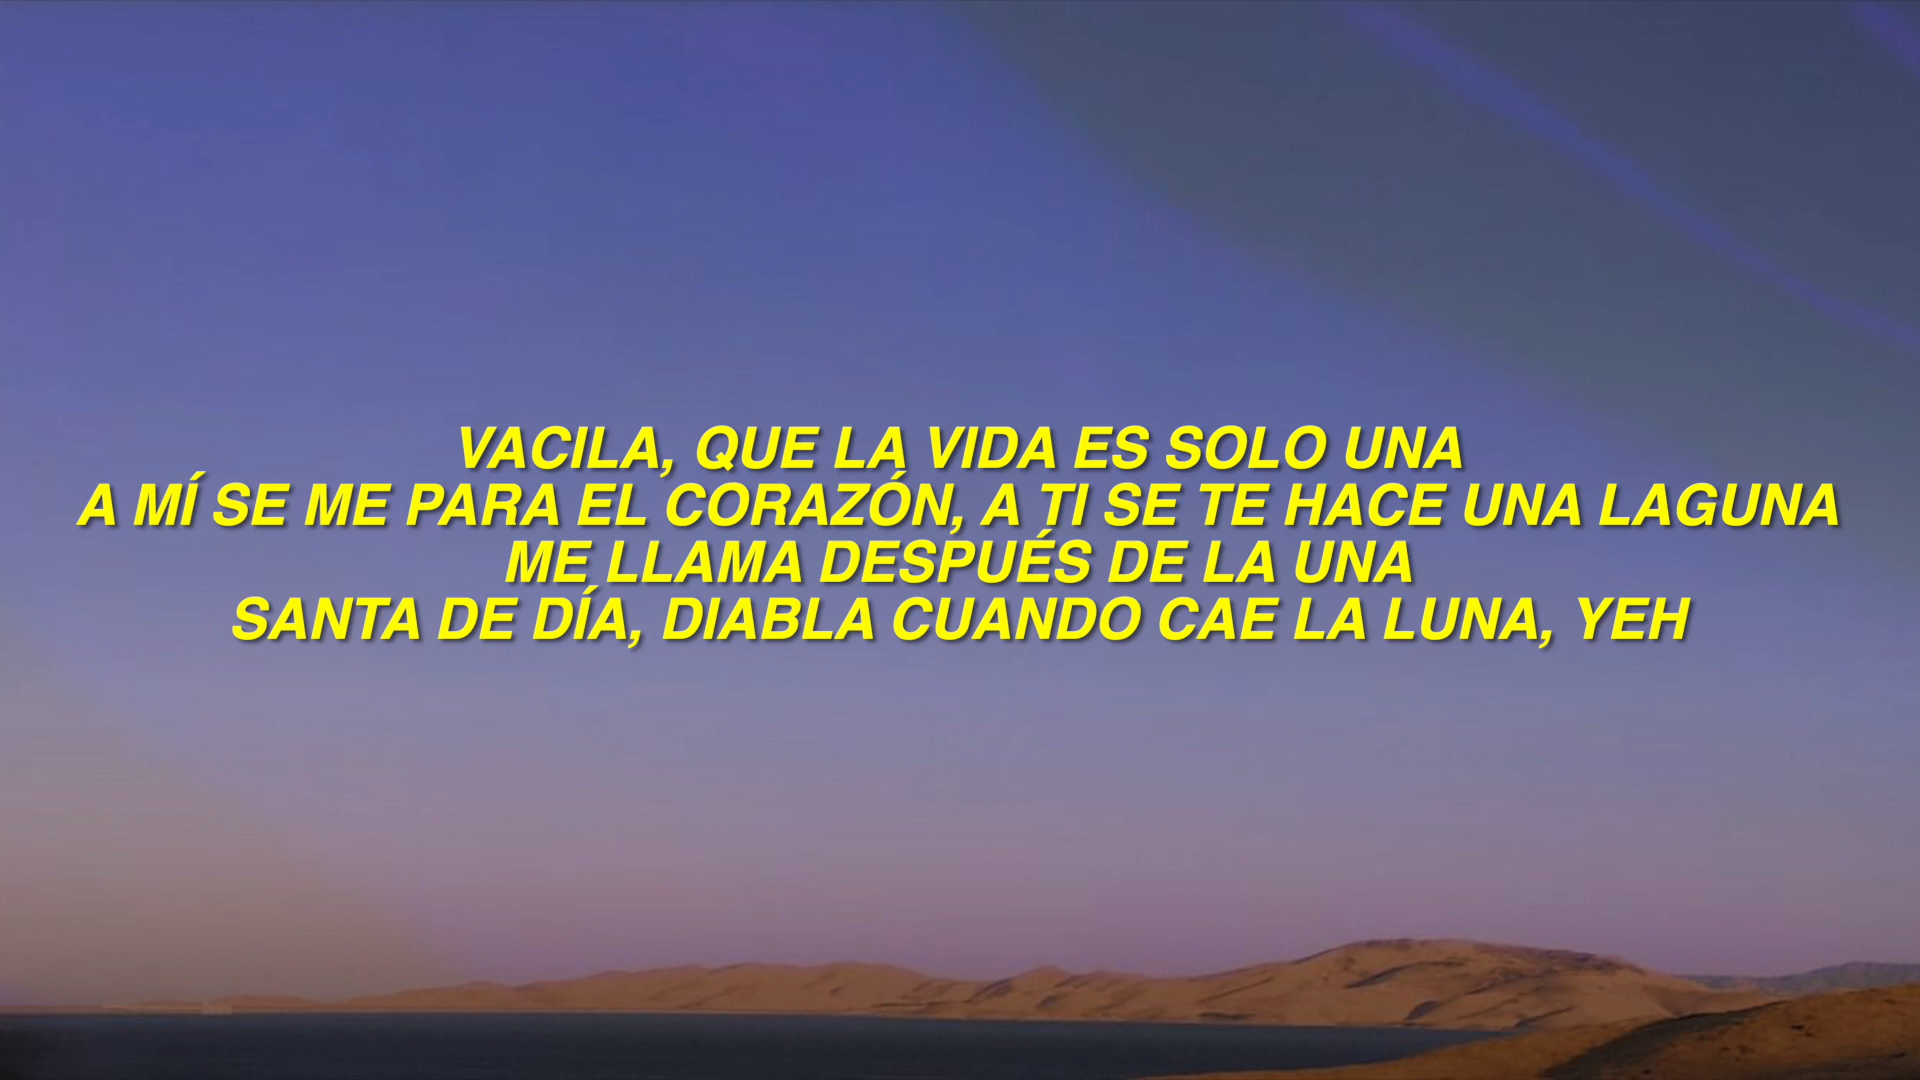 VACILA, QUE LA VIDA ES SOLO UNA
A MÍ SE ME PARA EL CORAZÓN, A TI SE TE HACE UNA LAGUNA
ME LLAMA DESPUÉS DE LA UNA
SANTA DE DÍA, DIABLA CUANDO CAE LA LUNA, YEH